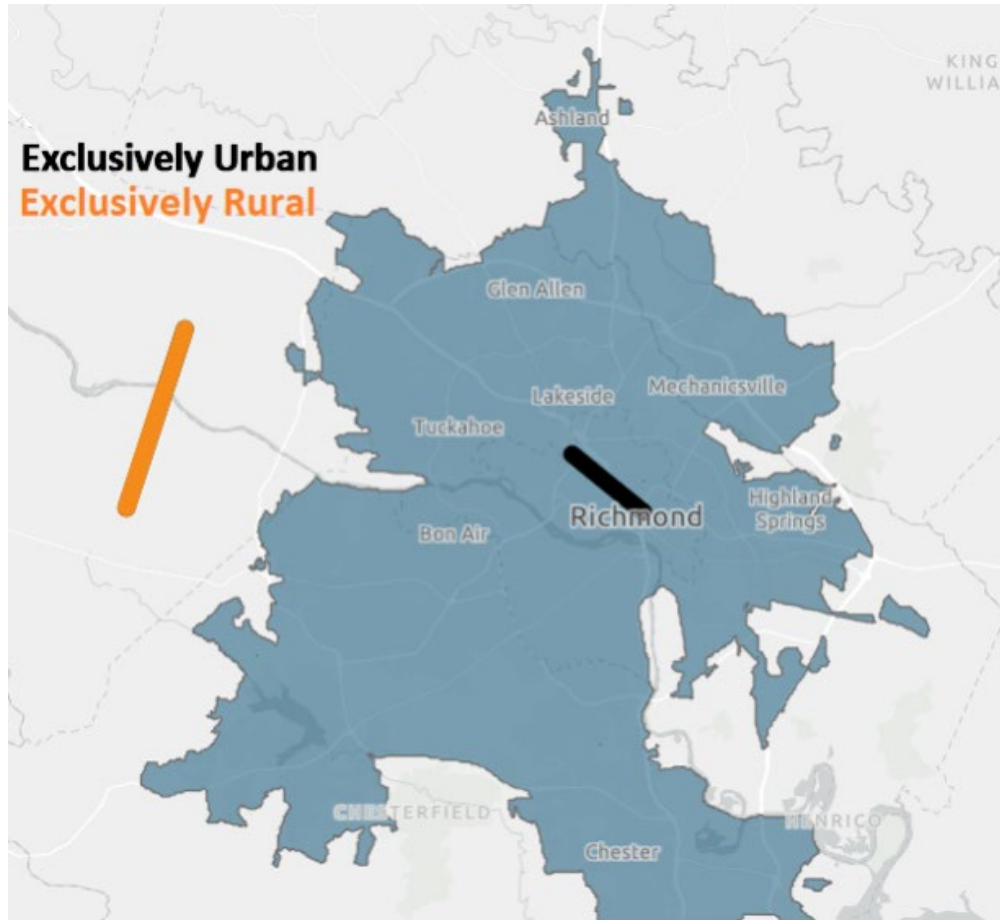 KING
WILLIA
Ashland
Exclusively Urban
Exclusively Rural
Glen Allen
Lakeside
Mechanicsville
Tuckahoe
Richmond
Highland
Springs
Bon Air
CHESTERFIELD
HENRICO
Chester